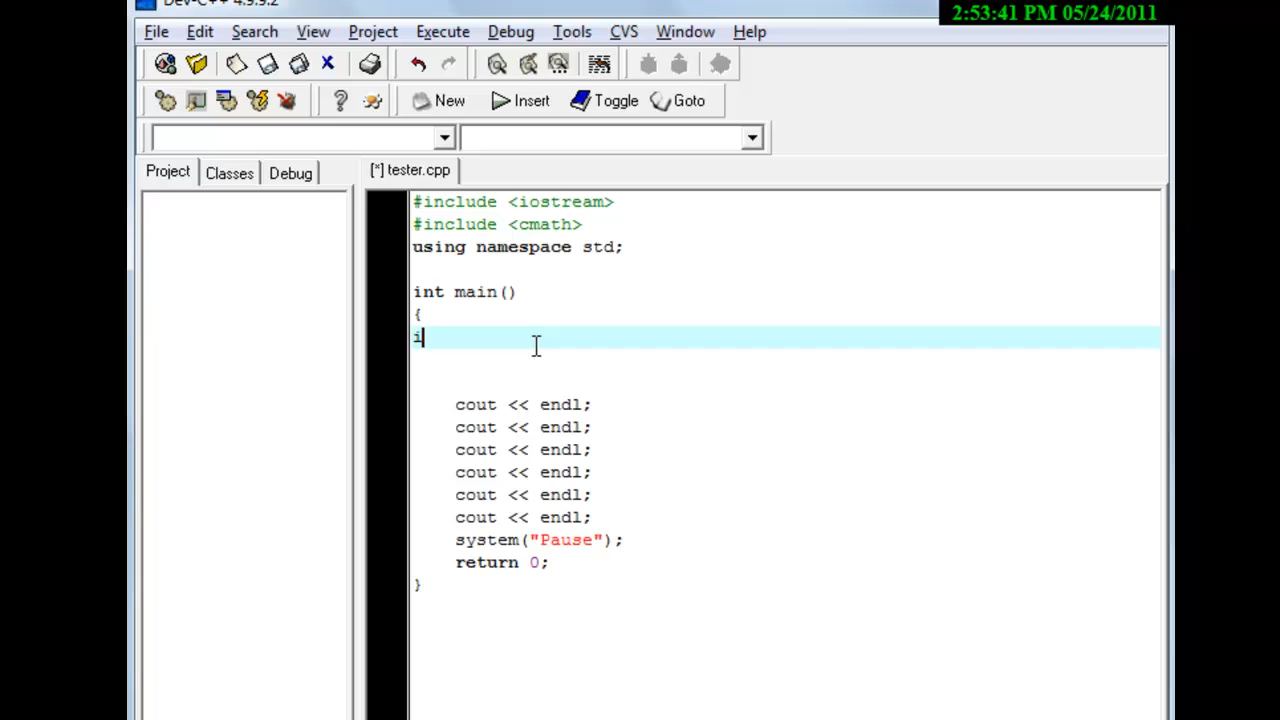 Dev-C++ 4.9.9.2
2:53:41 PM 05/24/2011
File Edit Search View Project Execute Debug Tools CVS Window Help
New Insert Toggle Goto
Project Classes Debug [*] tester.cpp
#include <iostream>
#include <cmath>
using namespace std;
int main()
{
i
cout << endl;
cout << endl;
cout << endl;
cout << endl;
cout << endl;
cout << endl;
system("Pause");
return 0;
}